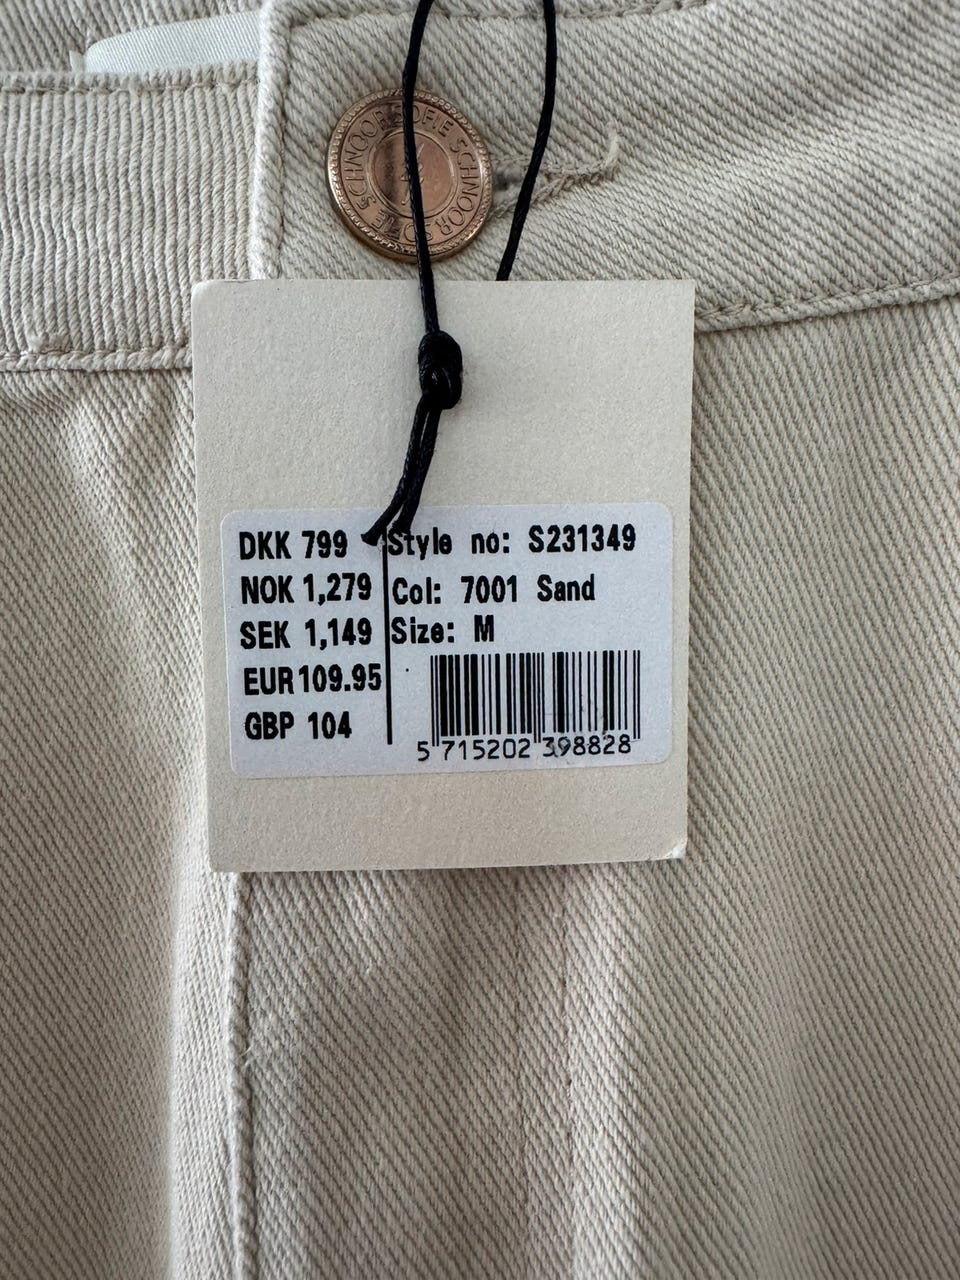 SOFIE SCHNOOR SOFIE SCHNOOR
DKK 799
NOK 1,279
SEK 1,149
EUR 109.95
GBP 104
Style no: S231349
Col: 7001 Sand
Size: M
5 715202 398828